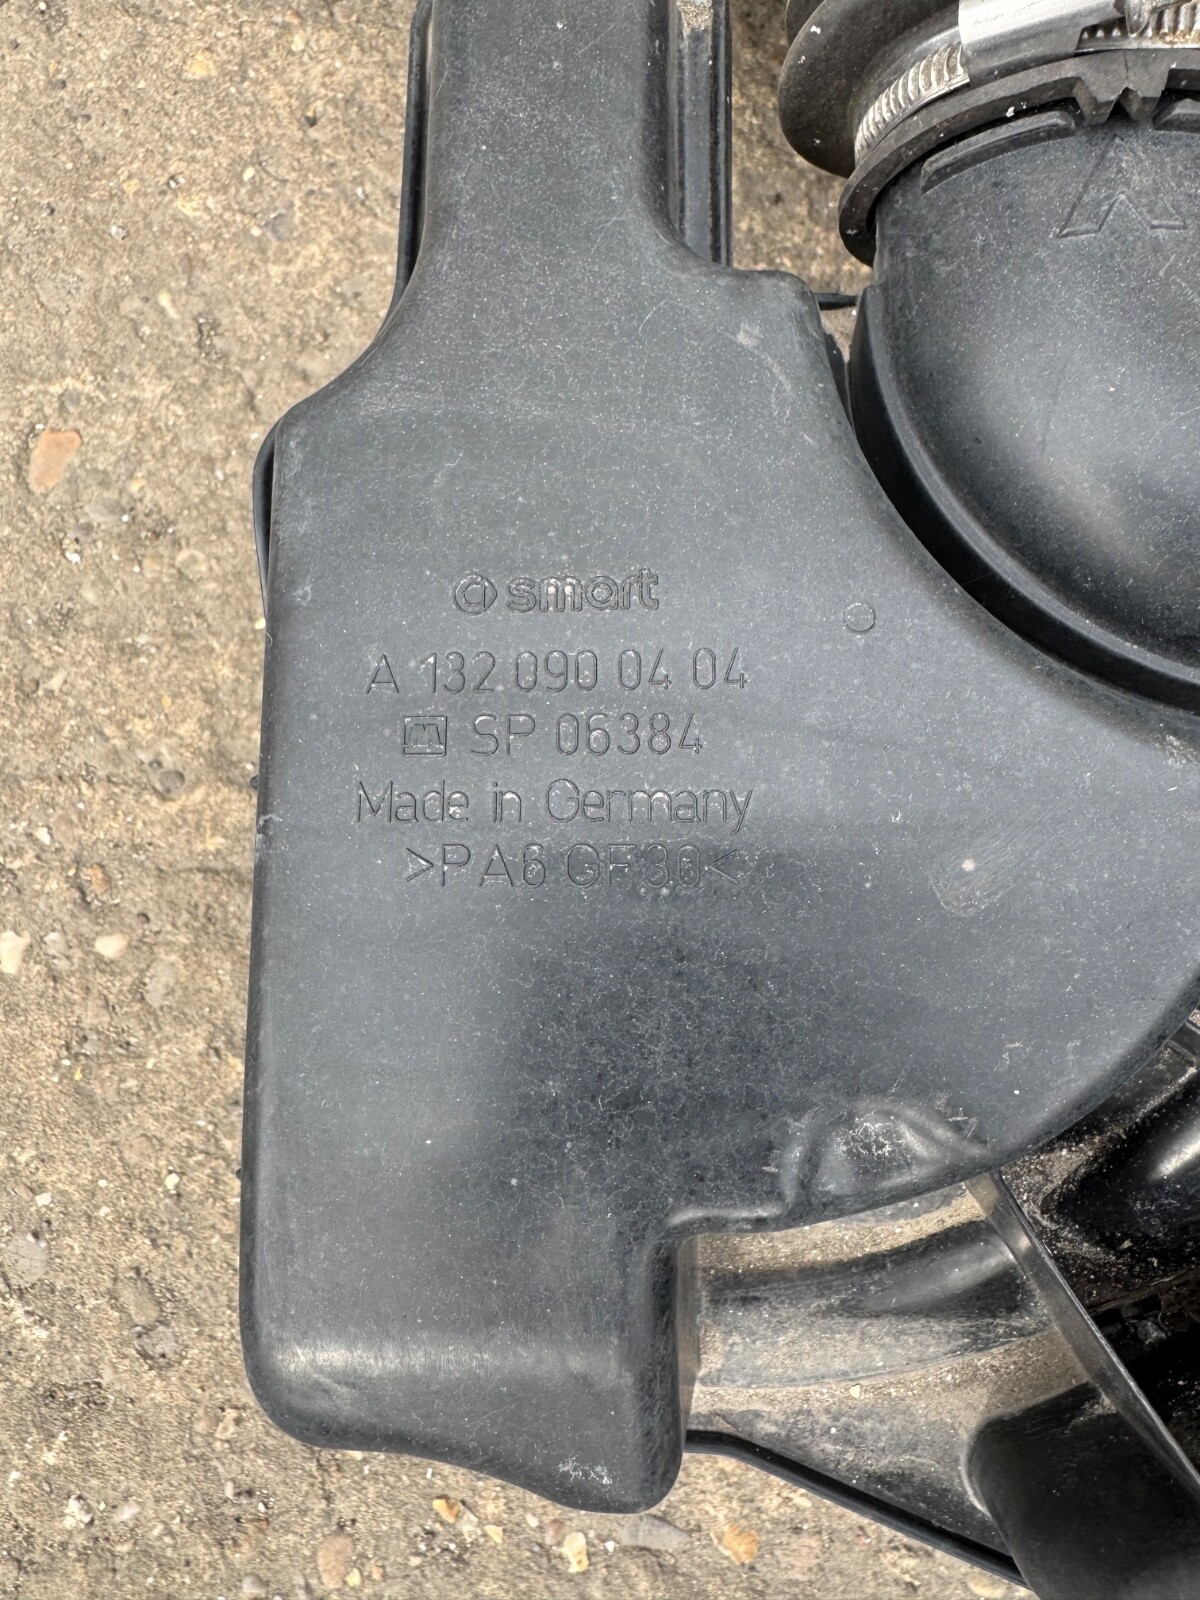 smart
A 132 090 04 04
M SP 06384
Made in Germany
>PA6 GF30<